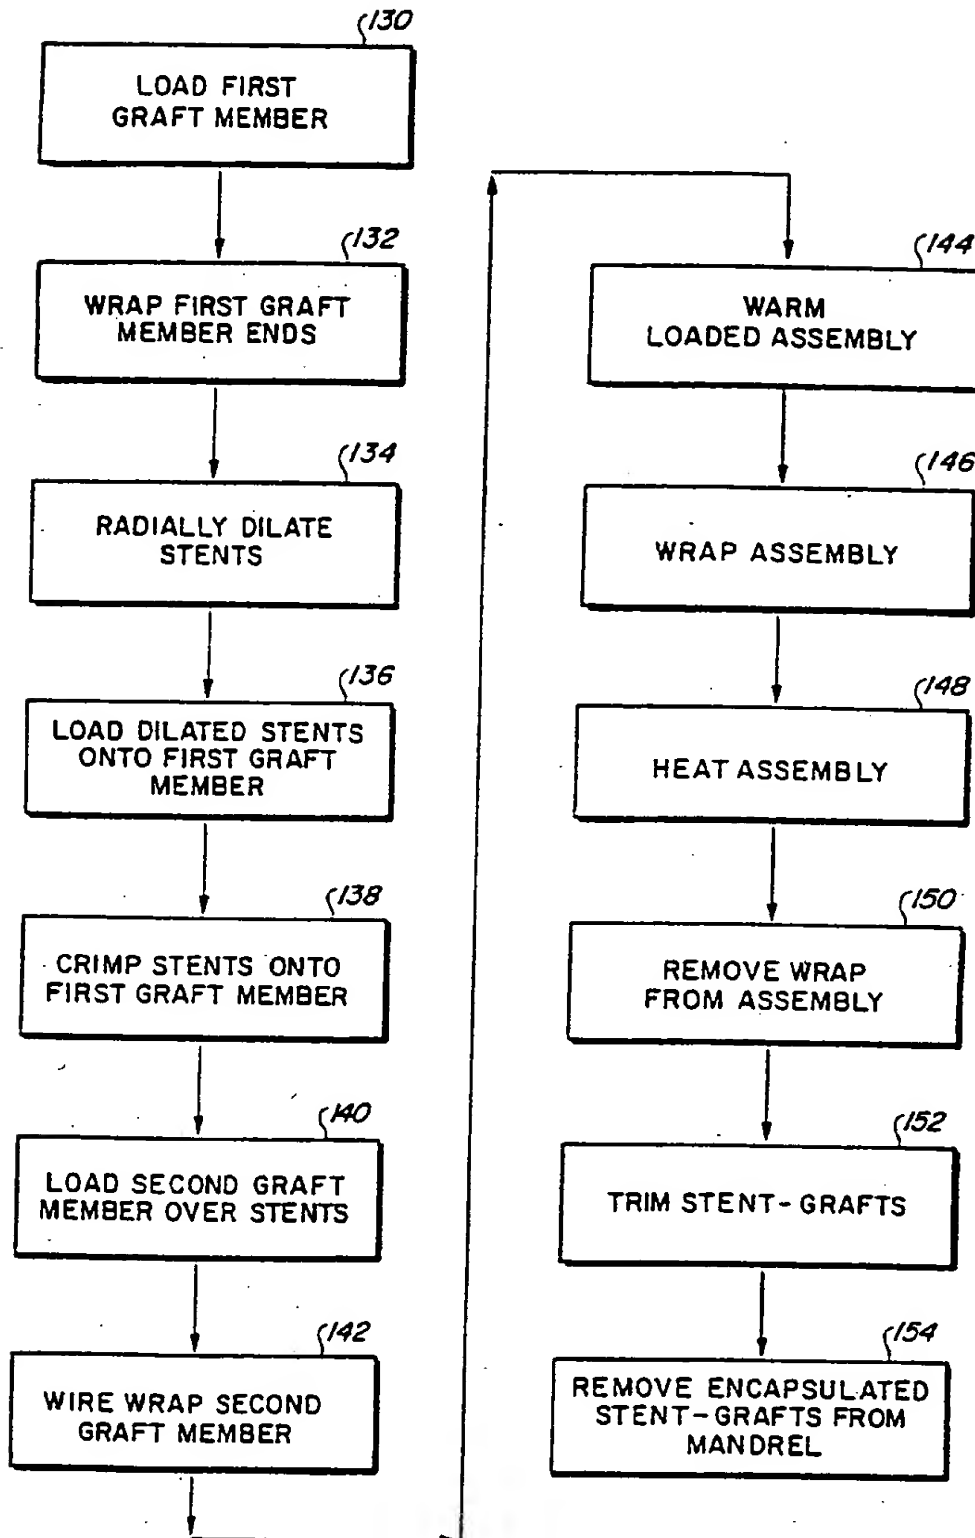 130
LOAD FIRST
GRAFT MEMBER
132
WRAP FIRST GRAFT
MEMBER ENDS
134
RADIALLY DILATE
STENTS
136
LOAD DILATED STENTS
ONTO FIRST GRAFT
MEMBER
138
CRIMP STENTS ONTO
FIRST GRAFT MEMBER
140
LOAD SECOND GRAFT
MEMBER OVER STENTS
142
WIRE WRAP SECOND
GRAFT MEMBER
144
WARM
LOADED ASSEMBLY
146
WRAP ASSEMBLY
148
HEAT ASSEMBLY
150
REMOVE WRAP
FROM ASSEMBLY
152
TRIM STENT-GRAFTS
154
REMOVE ENCAPSULATED
STENT-GRAFTS FROM
MANDREL